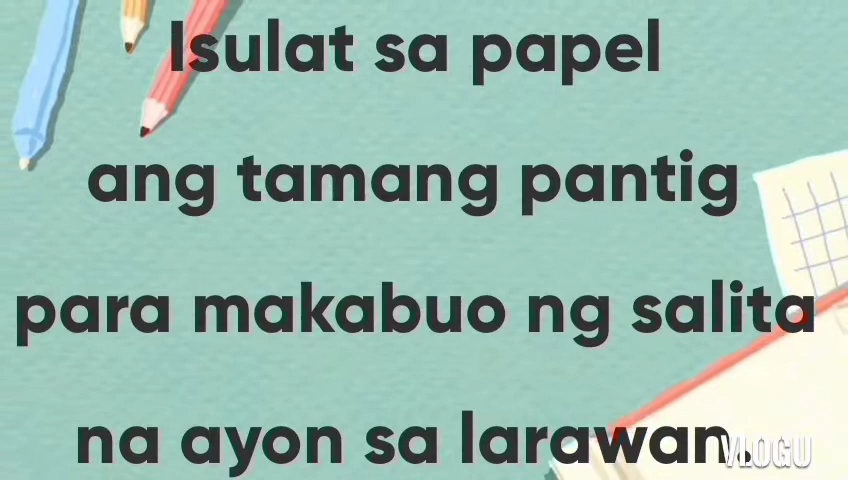 Isulat sa papel
ang tamang pantig
para makabuo ng salita
na ayon sa larawan.
VLOGU